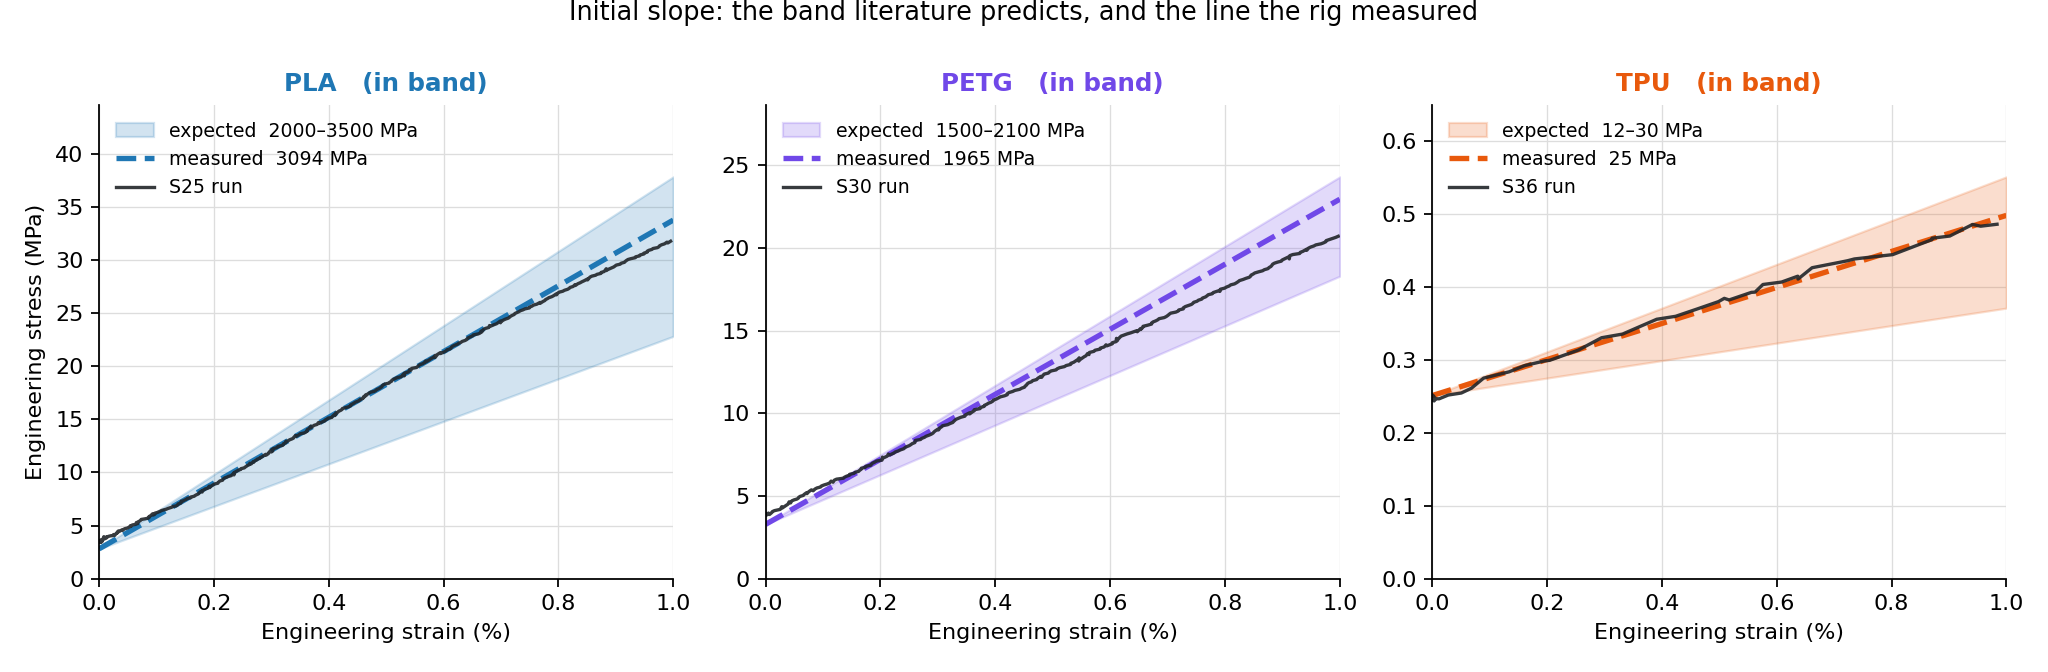 Initial slope: the band literature predicts, and the line the rig measured
PLA (in band)
expected 2000–3500 MPa
measured 3094 MPa
S25 run
Engineering stress (MPa)
40
35
30
25
20
15
10
5
0
0.0 0.2 0.4 0.6 0.8 1.0
Engineering strain (%)
PETG (in band)
expected 1500–2100 MPa
measured 1965 MPa
S30 run
25
20
15
10
5
0
0.0 0.2 0.4 0.6 0.8 1.0
Engineering strain (%)
TPU (in band)
expected 12–30 MPa
measured 25 MPa
S36 run
0.6
0.5
0.4
0.3
0.2
0.1
0.0
0.0 0.2 0.4 0.6 0.8 1.0
Engineering strain (%)